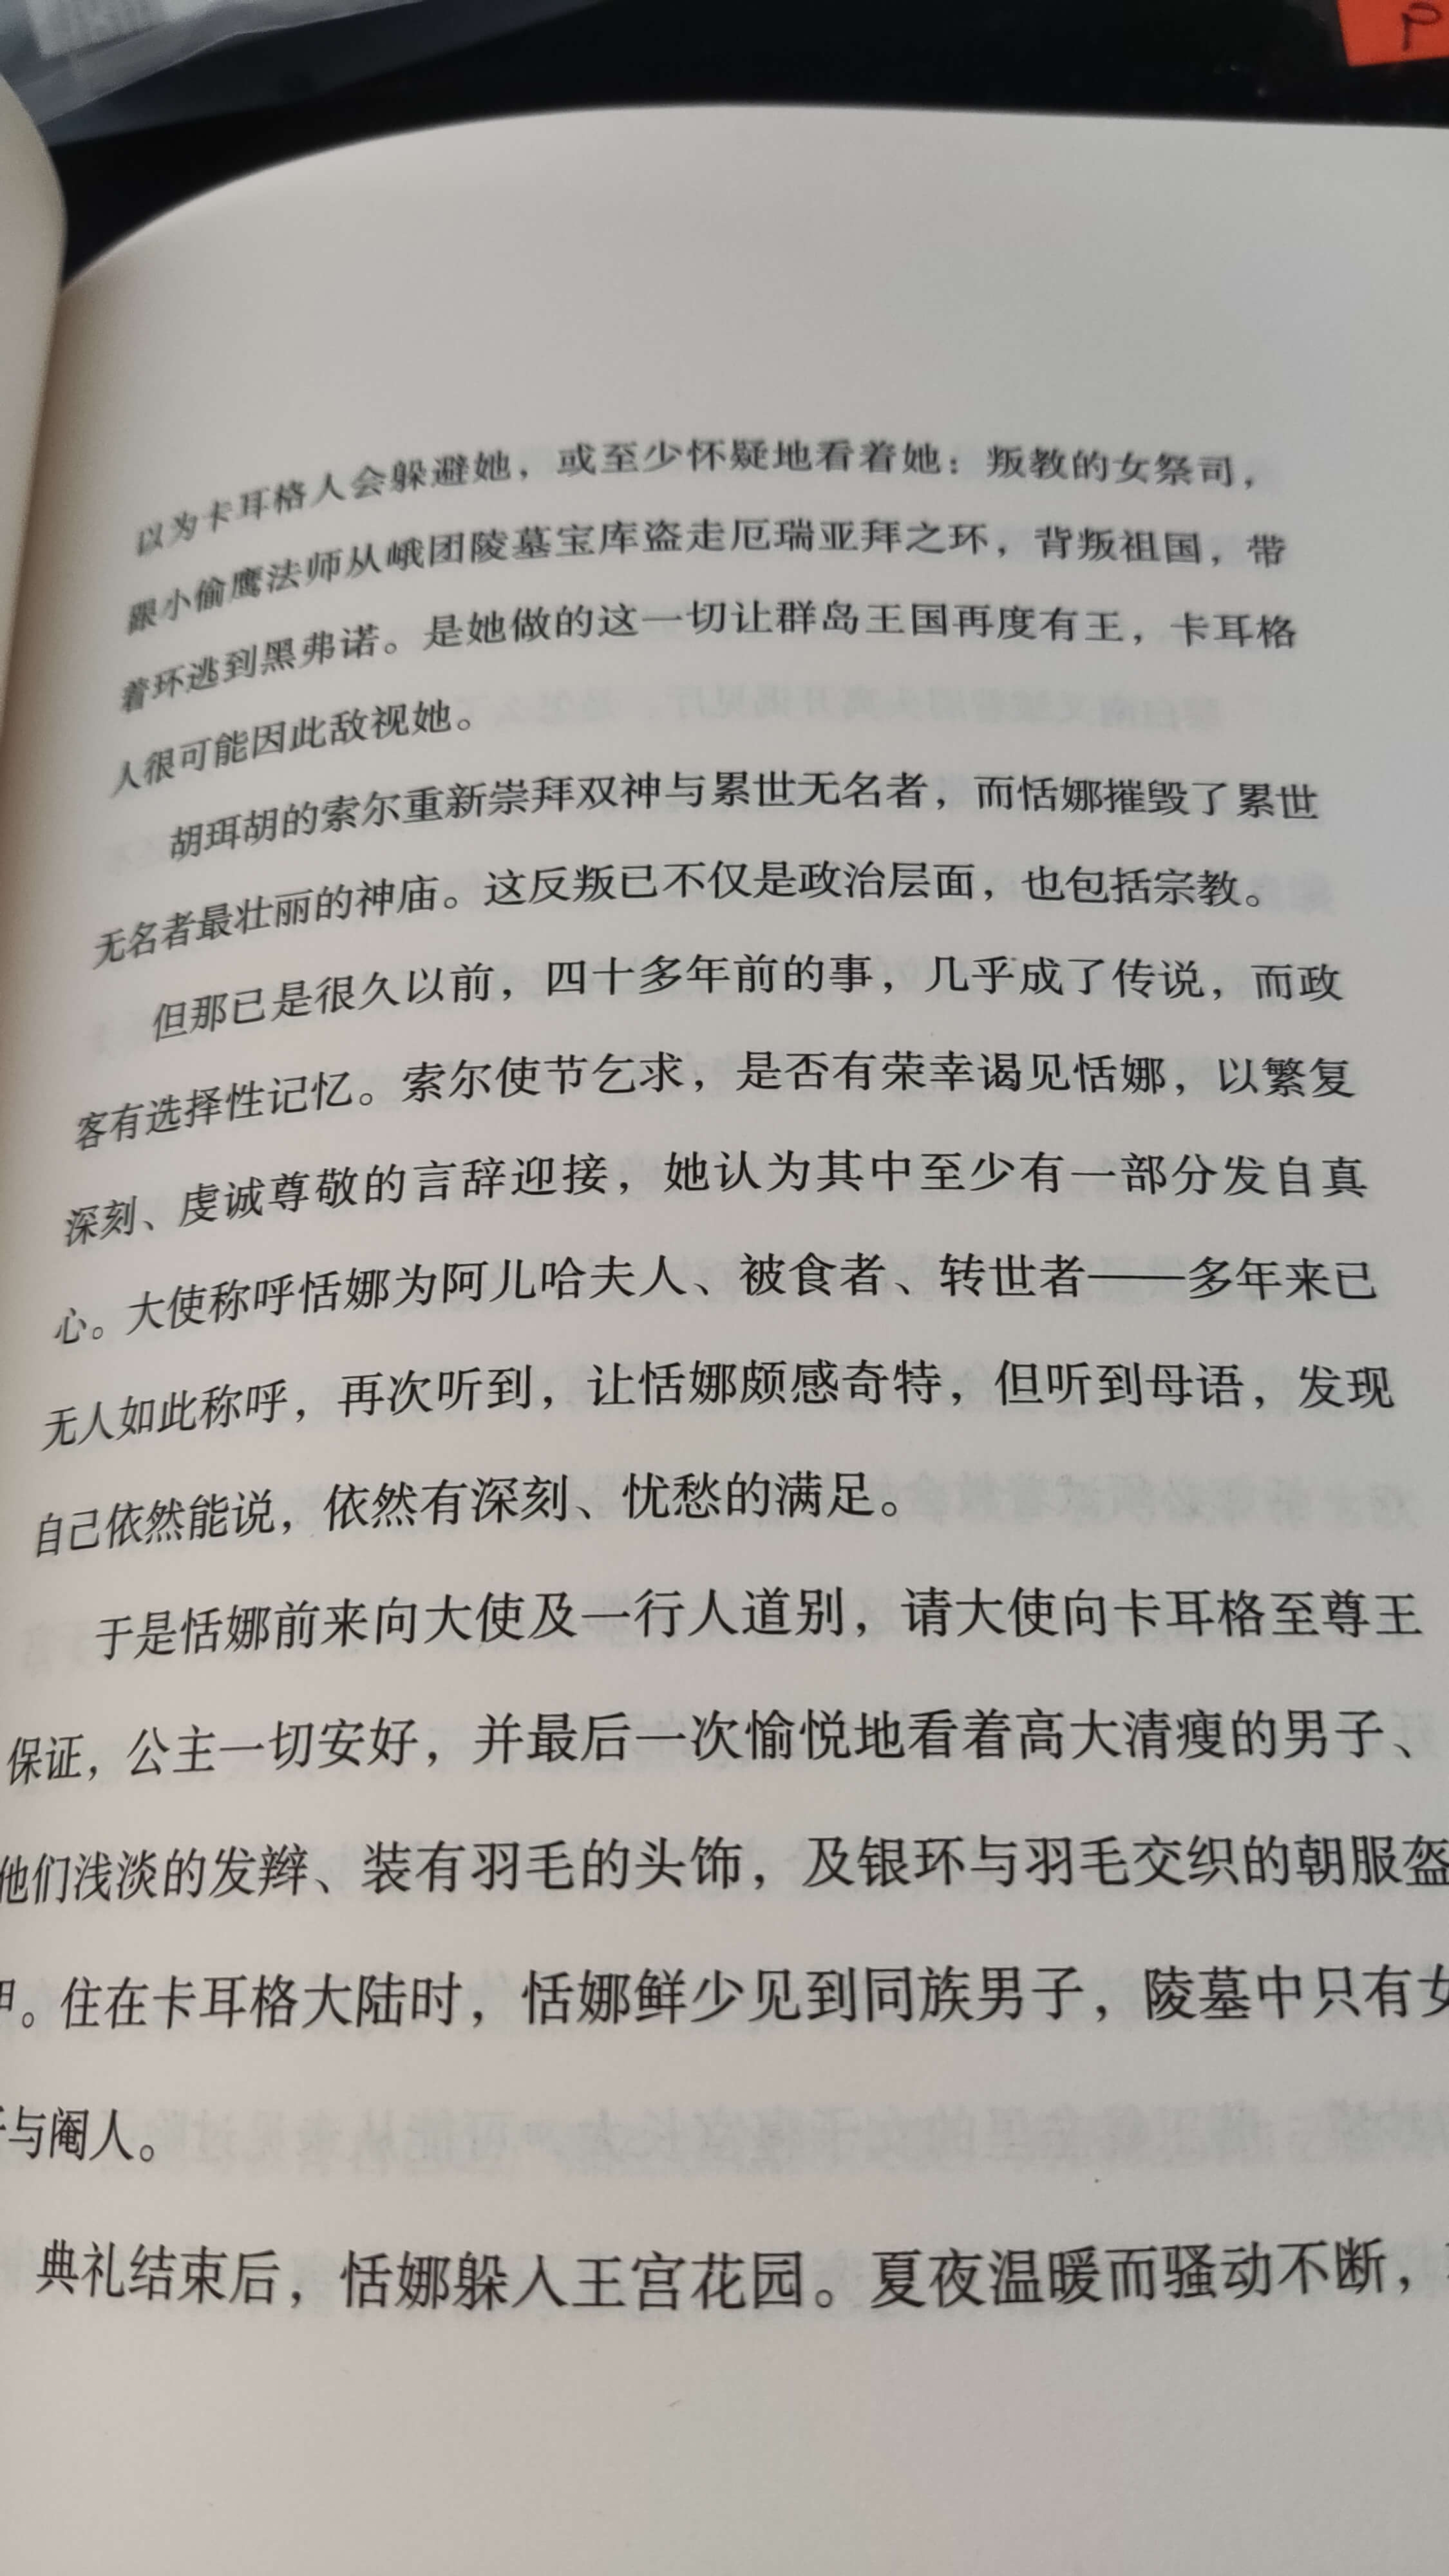 以为卡耳格人会躲避她，或至少怀疑地看着她：叛教的女祭司，
跟小偷鹰法师从峨团陵墓宝库盗走厄瑞亚拜之环，背叛祖国，带
着环逃到黑弗诺。是她做的这一切让群岛王国再度有王，卡耳格
人很可能因此敌视她。
胡珥胡的索尔重新崇拜双神与累世无名者，而恬娜摧毁了累世
无名者最壮丽的神庙。这反叛已不仅是政治层面，也包括宗教。
但那已是很久以前，四十多年前的事，几乎成了传说，而政
客有选择性记忆。索尔使节乞求，是否有荣幸谒见恬娜，以繁复
深刻、虔诚尊敬的言辞迎接，她认为其中至少有一部分发自真
心。大使称呼恬娜为阿儿哈夫人、被食者、转世者——多年来已
无人如此称呼，再次听到，让恬娜颇感奇特，但听到母语，发现
自己依然能说，依然有深刻、忧愁的满足。
于是恬娜前来向大使及一行人道别，请大使向卡耳格至尊王
保证，公主一切安好，并最后一次愉悦地看着高大清瘦的男子、
他们浅淡的发辫、装有羽毛的头饰，及银环与羽毛交织的朝服盔
甲。住在卡耳格大陆时，恬娜鲜少见到同族男子，陵墓中只有女
与阉人。
典礼结束后，恬娜躲入王宫花园。夏夜温暖而骚动不断，